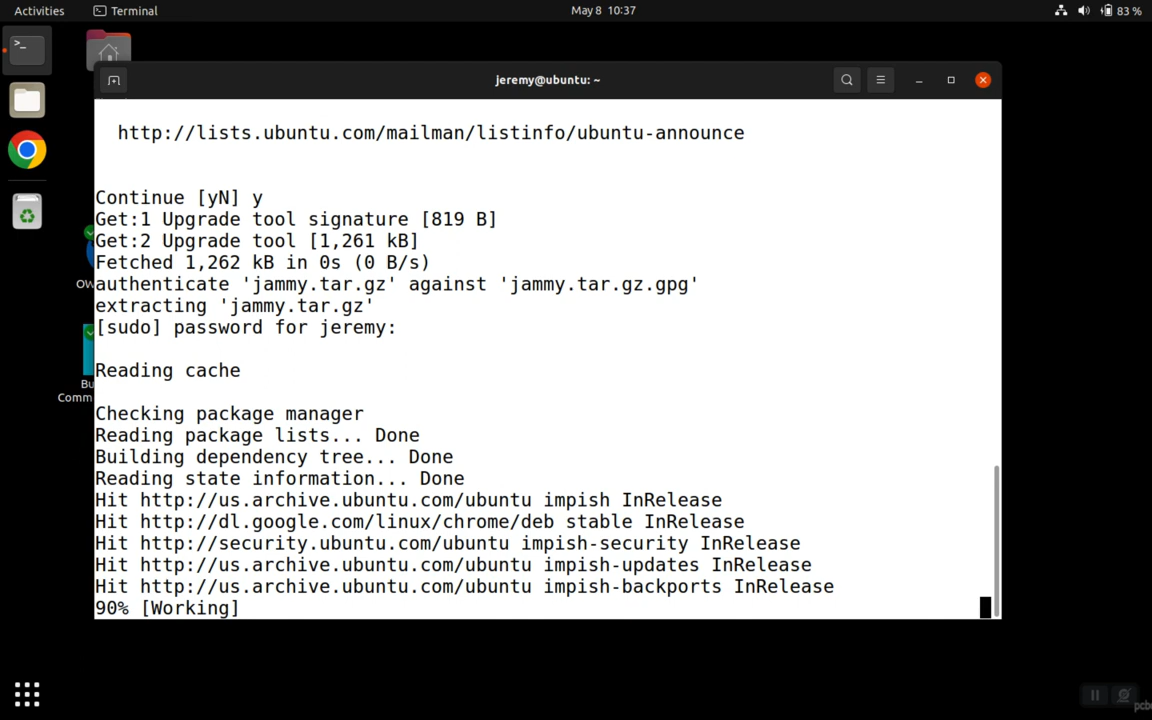 Activities
Terminal
May 8 10:37
83 %
jeremy@ubuntu: ~
http://lists.ubuntu.com/mailman/listinfo/ubuntu-announce
Continue [yN] y
Get:1 Upgrade tool signature [819 B]
Get:2 Upgrade tool [1,261 kB]
Fetched 1,262 kB in 0s (0 B/s)
authenticate 'jammy.tar.gz' against 'jammy.tar.gz.gpg'
extracting 'jammy.tar.gz'
[sudo] password for jeremy:
Reading cache
Checking package manager
Reading package lists... Done
Building dependency tree... Done
Reading state information... Done
Hit http://us.archive.ubuntu.com/ubuntu impish InRelease
Hit http://dl.google.com/linux/chrome/deb stable InRelease
Hit http://security.ubuntu.com/ubuntu impish-security InRelease
Hit http://us.archive.ubuntu.com/ubuntu impish-updates InRelease
Hit http://us.archive.ubuntu.com/ubuntu impish-backports InRelease
90% [Working]
OW
Bu
Comm